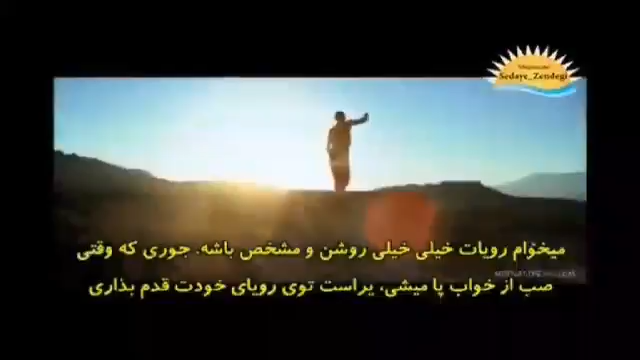 Sedaye_Zendegi
میخوام رویات خیلی خیلی روشن و مشخص باشه. جوری که وقتی
صب از خواب پا میشی، یراست توی رویای خودت قدم بذاری